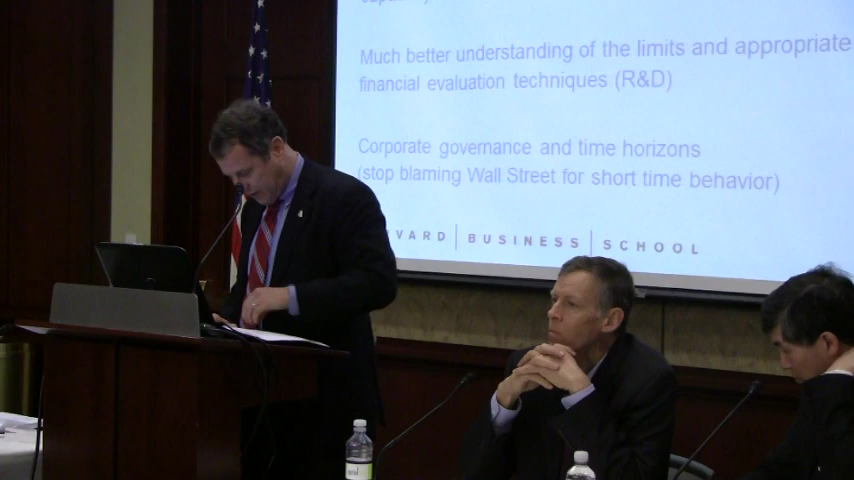 Much better understanding of the limits and appropriate
financial evaluation techniques (R&D)
Corporate governance and time horizons
(stop blaming Wall Street for short time behavior)
VARD | BUSINESS | SCHOOL